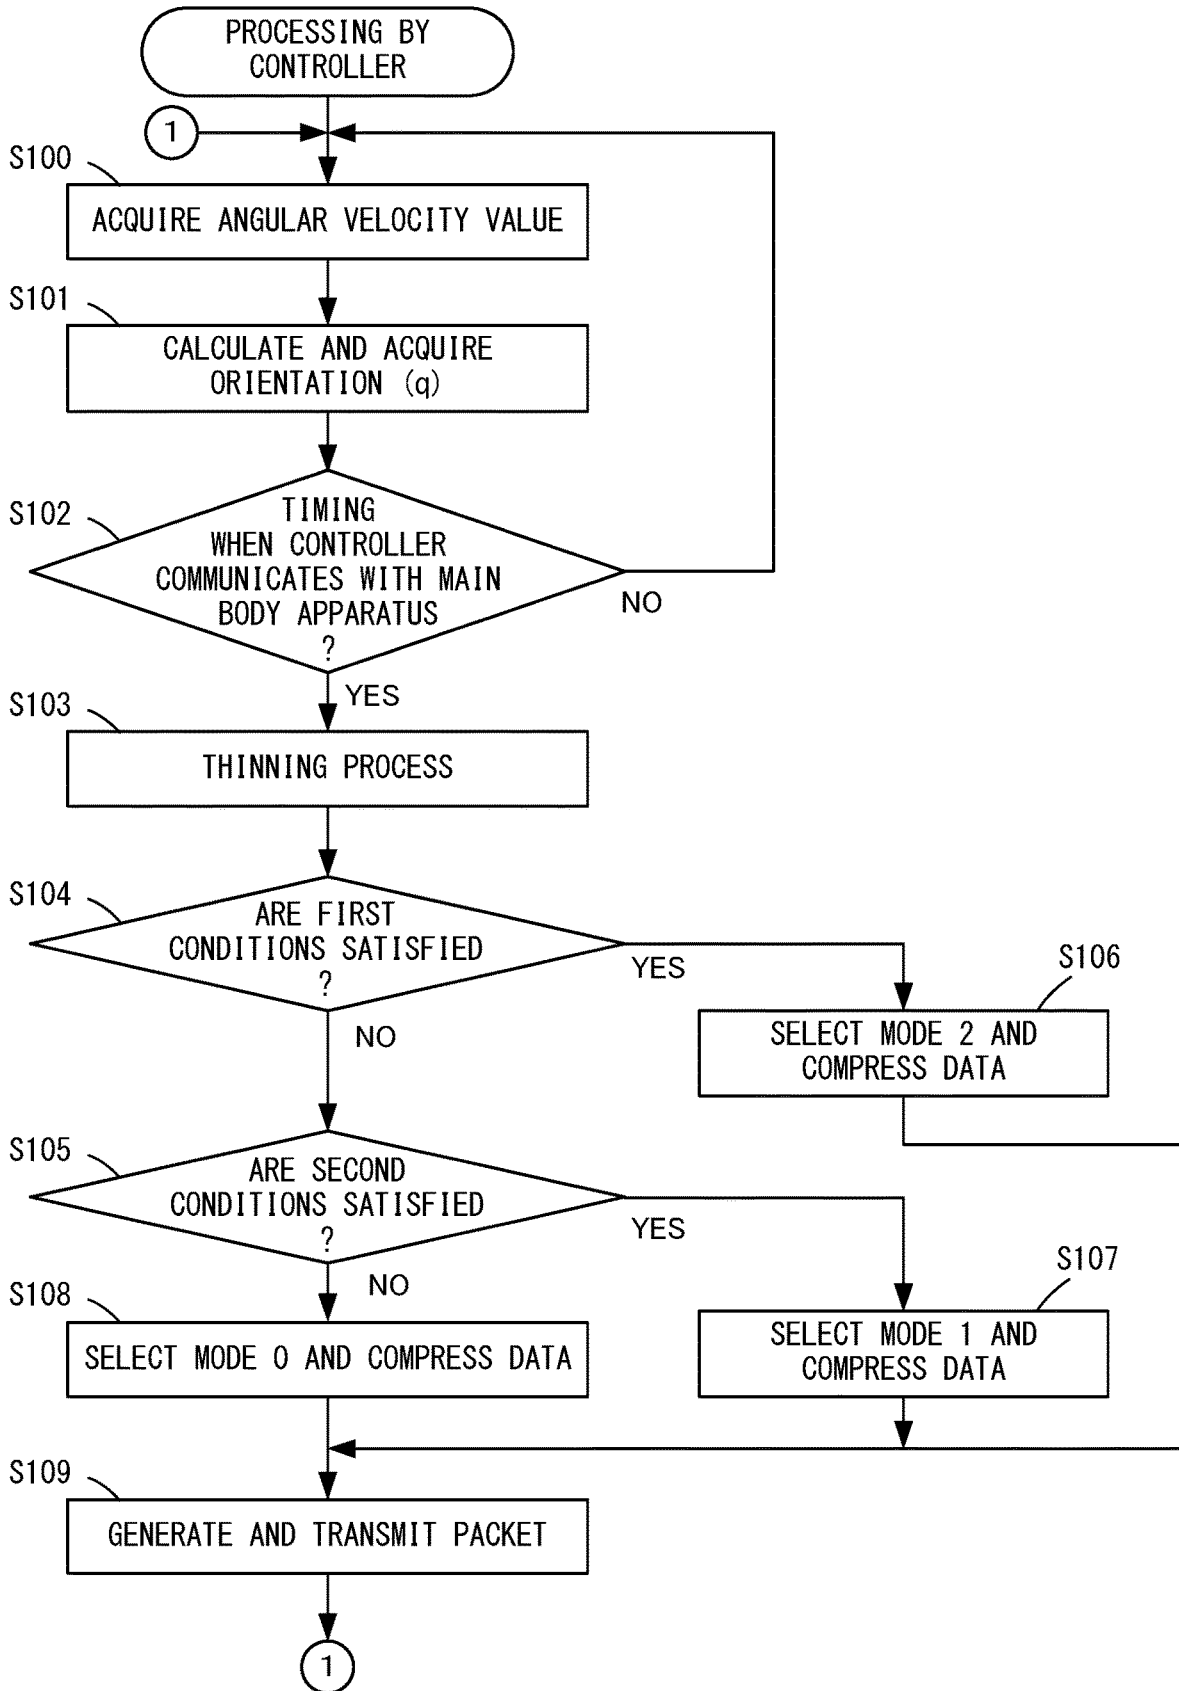 PROCESSING BY
CONTROLLER
1
S100
ACQUIRE ANGULAR VELOCITY VALUE
S101
CALCULATE AND ACQUIRE
ORIENTATION (q)
S102
TIMING
WHEN CONTROLLER
COMMUNICATES WITH MAIN
BODY APPARATUS
?
NO
YES
S103
THINNING PROCESS
S104
ARE FIRST
CONDITIONS SATISFIED
?
YES
NO
S106
SELECT MODE 2 AND
COMPRESS DATA
S105
ARE SECOND
CONDITIONS SATISFIED
?
YES
NO
S107
SELECT MODE 1 AND
COMPRESS DATA
S108
SELECT MODE 0 AND COMPRESS DATA
S109
GENERATE AND TRANSMIT PACKET
1